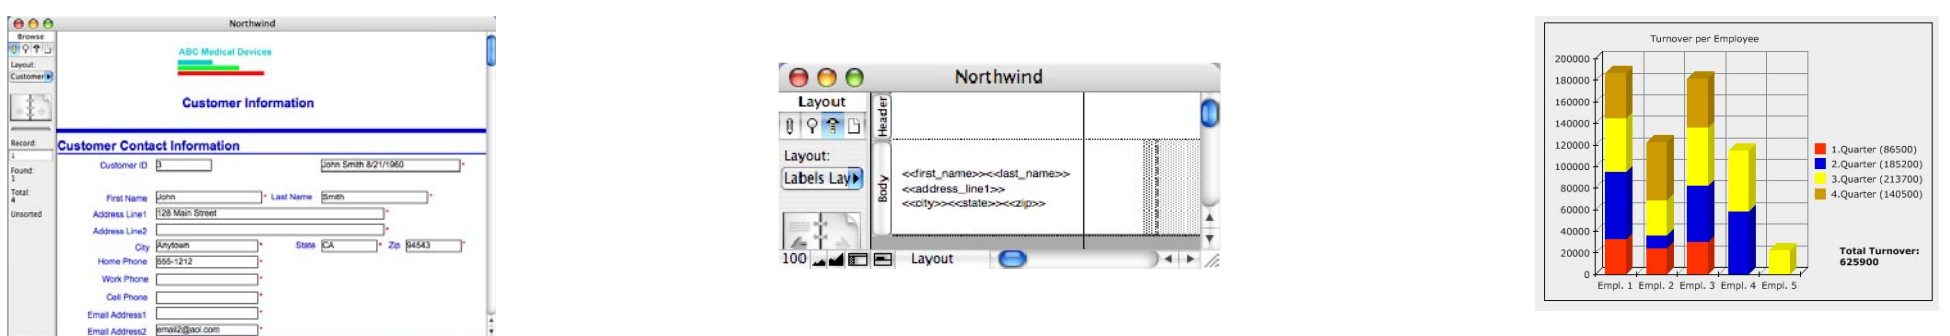 Northwind
Browse
ABC Medical Devices
Layout:
Customer
Customer Information
Record:
1
Customer Contact Information
Found:
1
Customer ID 3 John Smith 8/21/1960 *
Total:
4
First Name John * Last Name Smith *
Unsorted
Address Line1 128 Main Street *
Address Line2 *
City Anytown * State CA * Zip 94543 *
Home Phone 555-1212 *
Work Phone *
Cell Phone *
Email Address1 *
Email Address2 email2@aol.com *
Northwind
Layout
Header
Layout:
Labels Lay
Body
<<first_name>><<last_name>>
<<address_line1>>
<<city>><<state>><<zip>>
100 Layout
Turnover per Employee
200000
180000
160000
140000
120000
100000
80000
60000
40000
20000
0
Empl. 1 Empl. 2 Empl. 3 Empl. 4 Empl. 5
1.Quarter (86500)
2.Quarter (185200)
3.Quarter (213700)
4.Quarter (140500)
Total Turnover:
625900